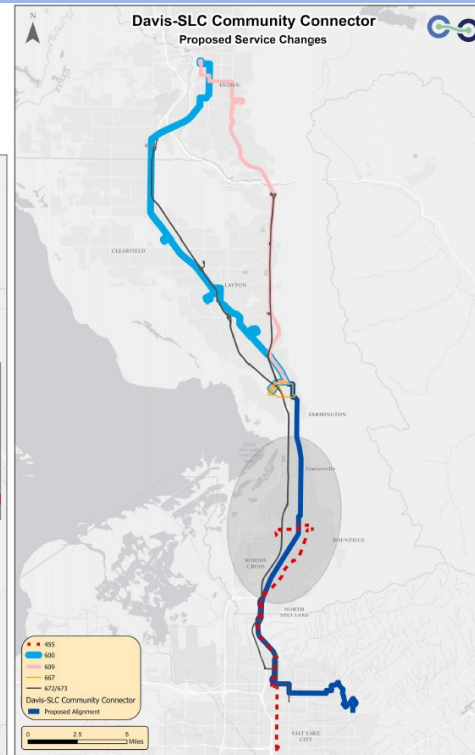 Davis-SLC Community Connector
Proposed Service Changes
N
OGDEN
CLEARFIELD
LAYTON
FARMINGTON
Centerville
BOUNTIFUL
WOODS
CROSS
NORTH
SALT LAKE
SALT LAKE
CITY
455
600
609
667
672/673
Davis-SLC Community Connector
Proposed Alignment
0 2.5 5
Miles